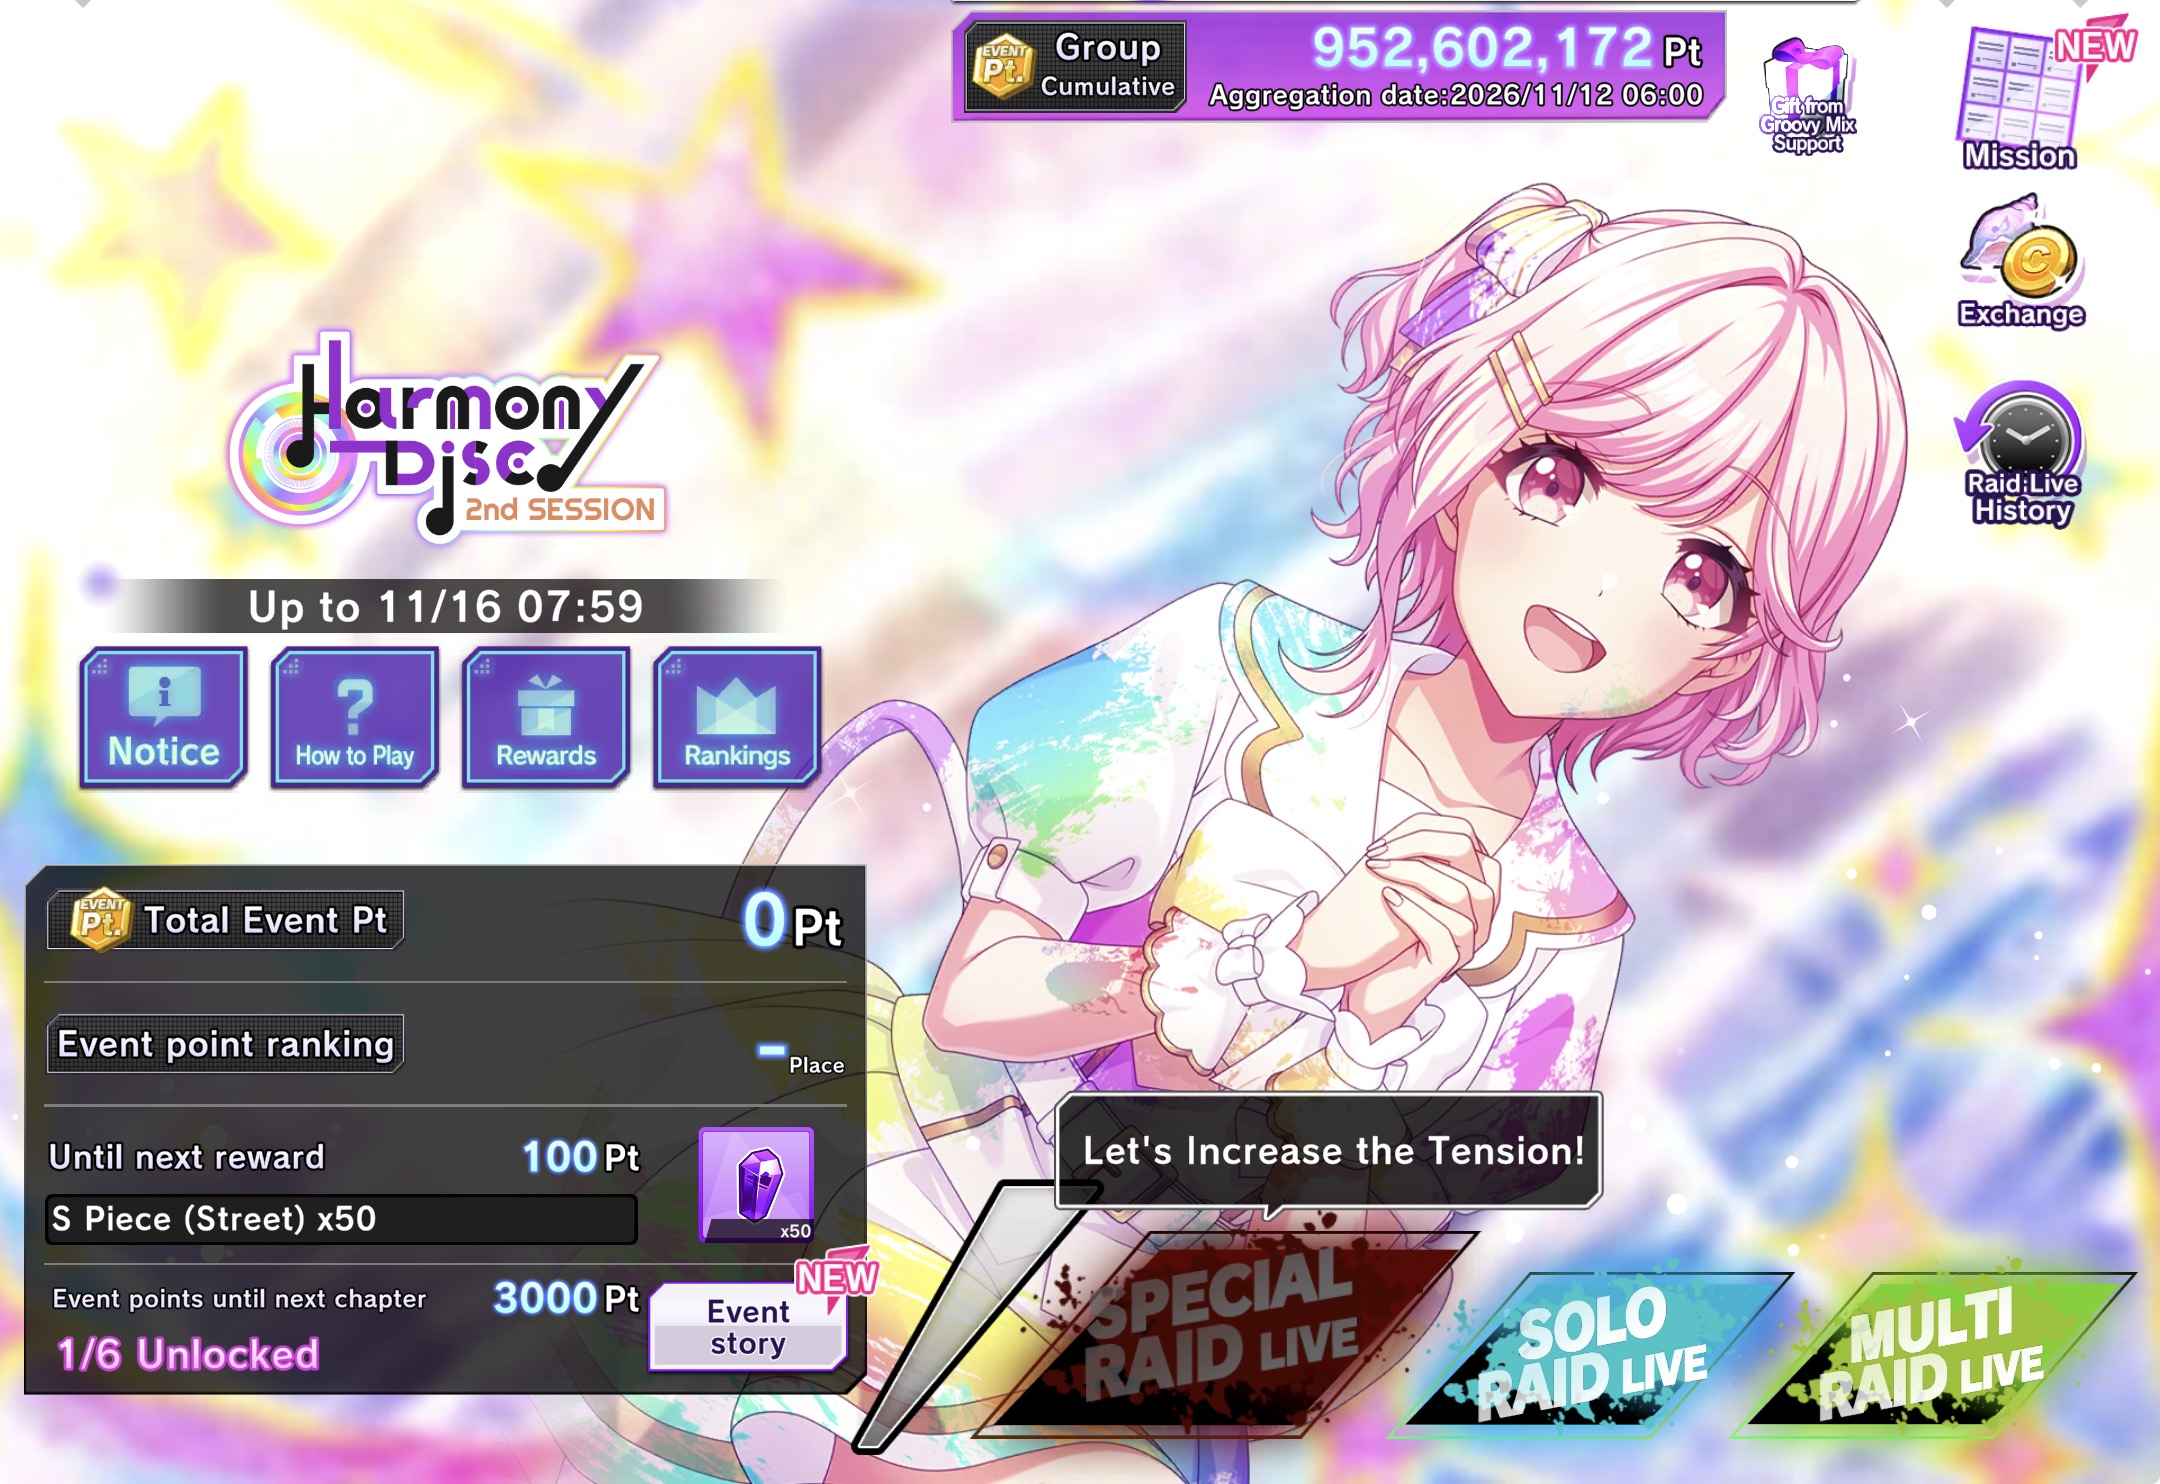 EVENT Pt.
Group
Cumulative
952,602,172 Pt
Aggregation date:2026/11/12 06:00
Gift from
Groovy Mix
Support
NEW
Mission
C
Exchange
Raid Live
History
Harmony
Disc
2nd SESSION
Up to 11/16 07:59
i
Notice
?
How to Play
Rewards
Rankings
EVENT Pt.
Total Event Pt
0 Pt
Event point ranking
- Place
Until next reward
100 Pt
S Piece (Street) x50
x50
Event points until next chapter
3000 Pt
1/6 Unlocked
NEW
Event
story
Let's Increase the Tension!
SPECIAL
RAID LIVE
SOLO
RAID LIVE
MULTI
RAID LIVE